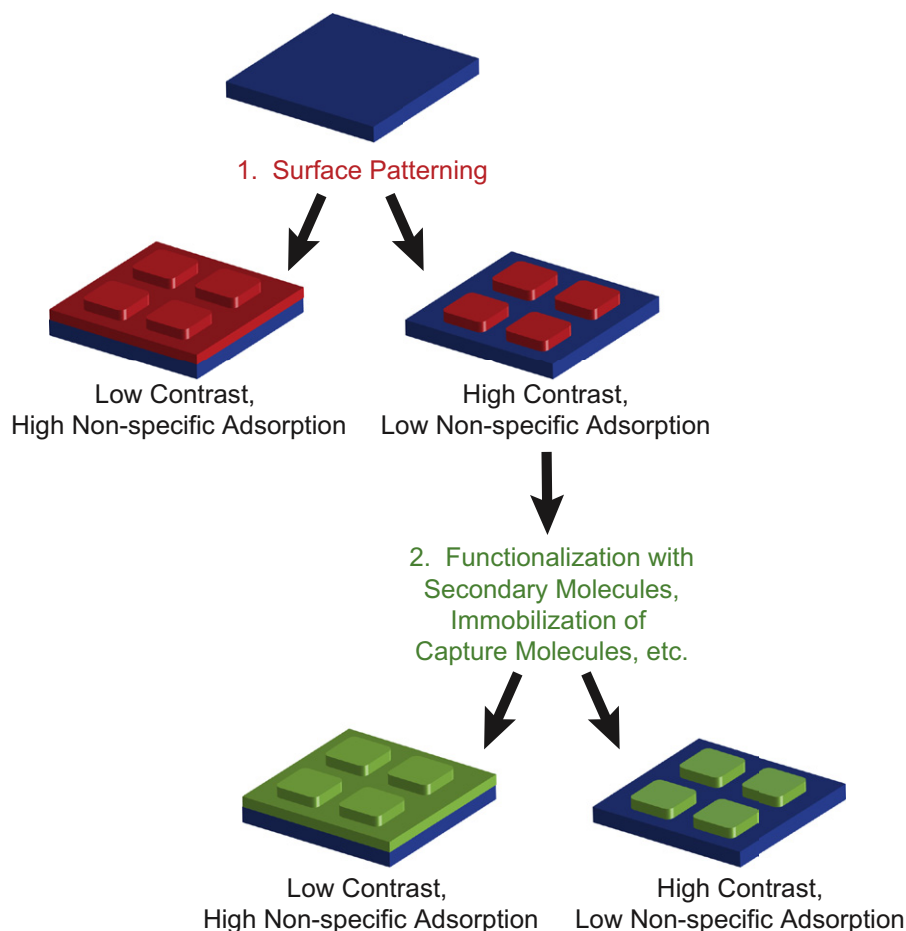 1. Surface Patterning
Low Contrast,
High Non-specific Adsorption
High Contrast,
Low Non-specific Adsorption
2. Functionalization with
Secondary Molecules,
Immobilization of
Capture Molecules, etc.
Low Contrast,
High Non-specific Adsorption
High Contrast,
Low Non-specific Adsorption